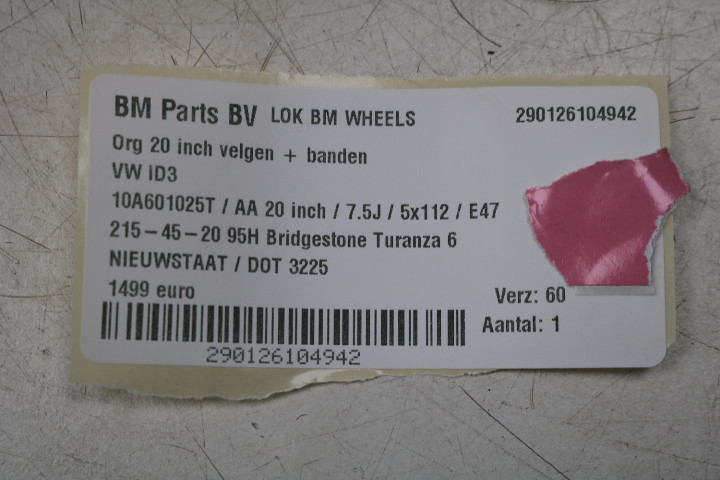 BM Parts BV LOK BM WHEELS 290126104942
Org 20 inch velgen + banden
VW ID3
10A601025T / AA 20 inch / 7.5J / 5x112 / E47
215-45-20 95H Bridgestone Turanza 6
NIEUWSTAAT / DOT 3225
1499 euro
Verz: 60
Aantal: 1
290126104942